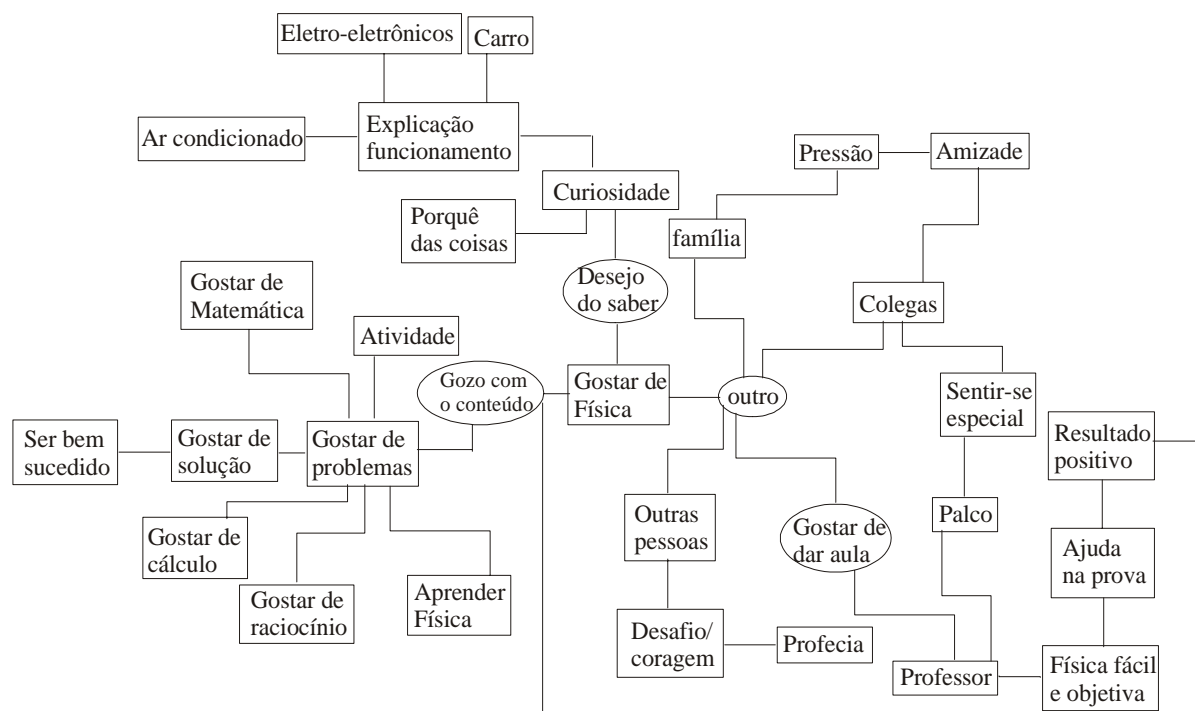 Eletro-eletrônicos
Carro
Ar condicionado
Explicação
funcionamento
Pressão
Amizade
Curiosidade
Porquê
das coisas
família
Desejo
do saber
Gostar de
Matemática
Colegas
Atividade
Gozo com
o conteúdo
Gostar de
Física
outro
Sentir-se
especial
Ser bem
sucedido
Gostar de
solução
Gostar de
problemas
Resultado
positivo
Outras
pessoas
Gostar de
dar aula
Palco
Gostar de
cálculo
Ajuda
na prova
Gostar de
raciocínio
Aprender
Física
Desafio/
coragem
Profecia
Professor
Física fácil
e objetiva